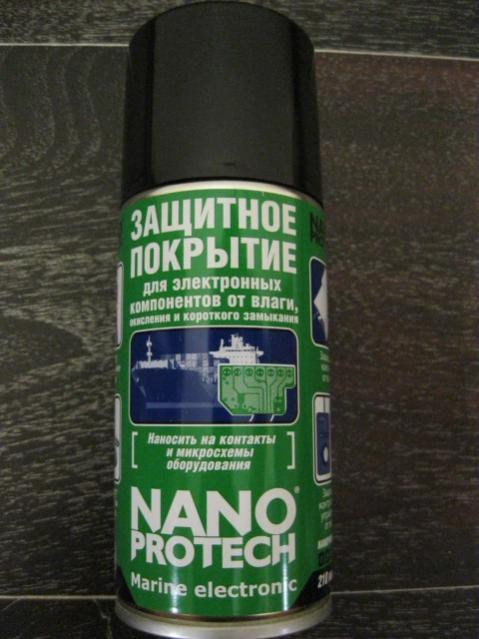 ЗАЩИТНОЕ
ПОКРЫТИЕ
для электронных
компонентов от влаги,
окисления и короткого замыкания
Наносить на контакты
и микросхемы
оборудования
NANO®
PROTECH
Marine electronic
210